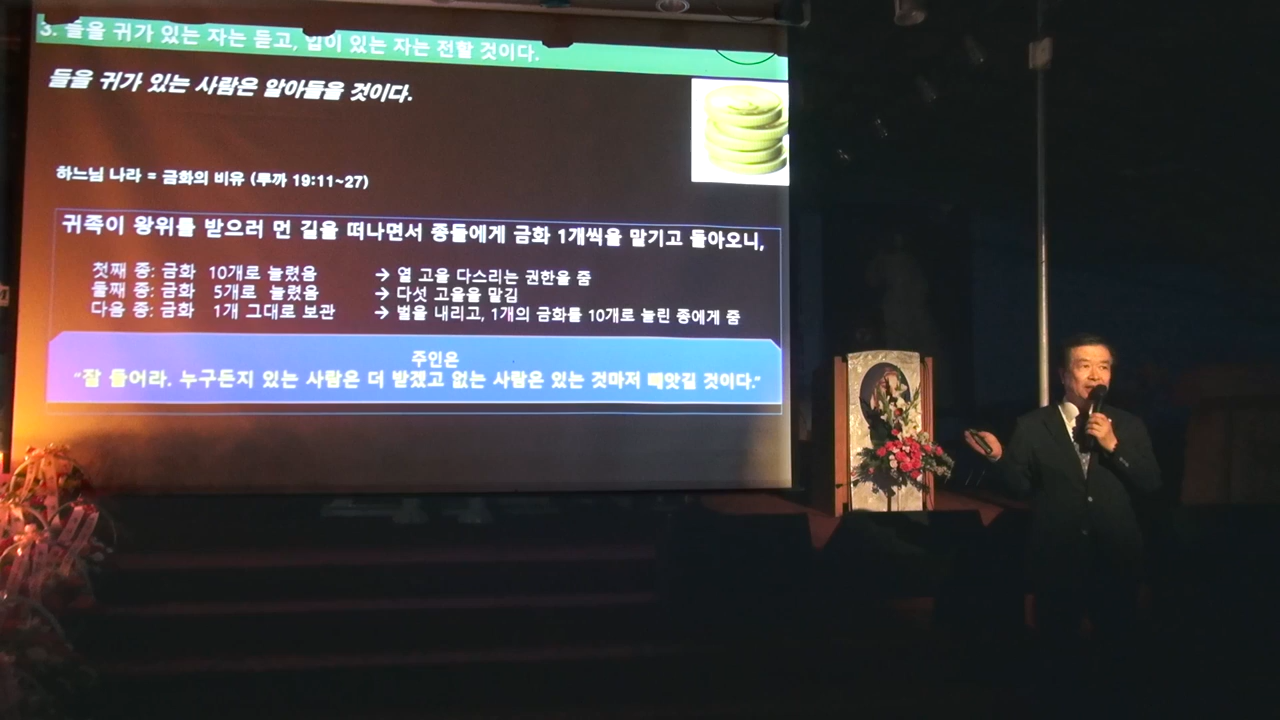 3. 들을 귀가 있는 자는 듣고, 입이 있는 자는 전할 것이다.
들을 귀가 있는 사람은 알아들을 것이다.
하느님 나라 = 금화의 비유 (루까 19:11~27)
귀족이 왕위를 받으러 먼 길을 떠나면서 종들에게 금화 1개씩을 맡기고 돌아오니,
첫째 종: 금화 10개로 늘렸음 → 열 고을 다스리는 권한을 줌
둘째 종: 금화 5개로 늘렸음 → 다섯 고을을 맡김
다음 종: 금화 1개 그대로 보관 → 벌을 내리고, 1개의 금화를 10개로 늘린 종에게 줌
주인은
"잘 들어라. 누구든지 있는 사람은 더 받겠고 없는 사람은 있는 것마저 빼앗길 것이다."